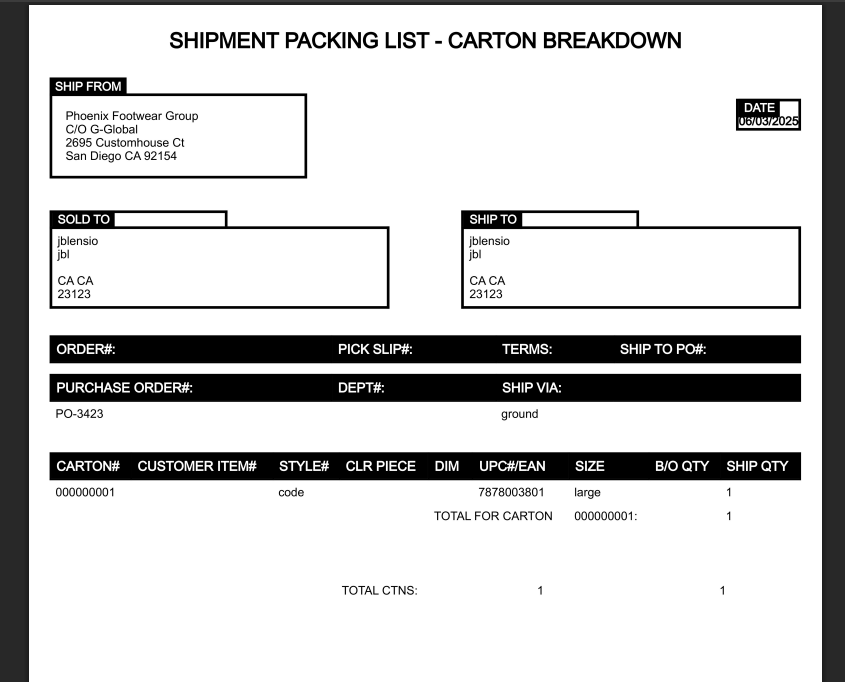 SHIPMENT PACKING LIST - CARTON BREAKDOWN
SHIP FROM
Phoenix Footwear Group
C/O G-Global
2695 Customhouse Ct
San Diego CA 92154
DATE
06/03/2025
SOLD TO
jblensio
jbl
CA CA
23123
SHIP TO
jblensio
jbl
CA CA
23123
ORDER#: PICK SLIP#: TERMS: SHIP TO PO#:
PURCHASE ORDER#: DEPT#: SHIP VIA:
PO-3423 ground
CARTON# CUSTOMER ITEM# STYLE# CLR PIECE DIM UPC#/EAN SIZE B/O QTY SHIP QTY
000000001 code 7878003801 large 1
TOTAL FOR CARTON 000000001: 1
TOTAL CTNS: 1 1